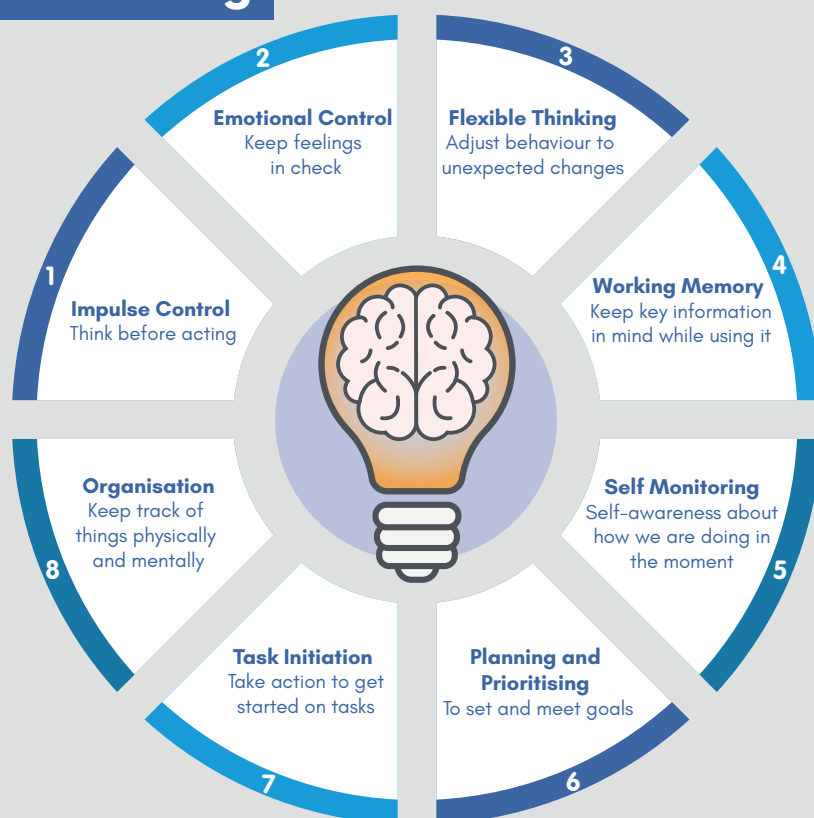 1
Impulse Control
Think before acting
2
Emotional Control
Keep feelings
in check
3
Flexible Thinking
Adjust behaviour to
unexpected changes
4
Working Memory
Keep key information
in mind while using it
5
Self Monitoring
Self-awareness about
how we are doing in
the moment
6
Planning and
Prioritising
To set and meet goals
7
Task Initiation
Take action to get
started on tasks
8
Organisation
Keep track of
things physically
and mentally